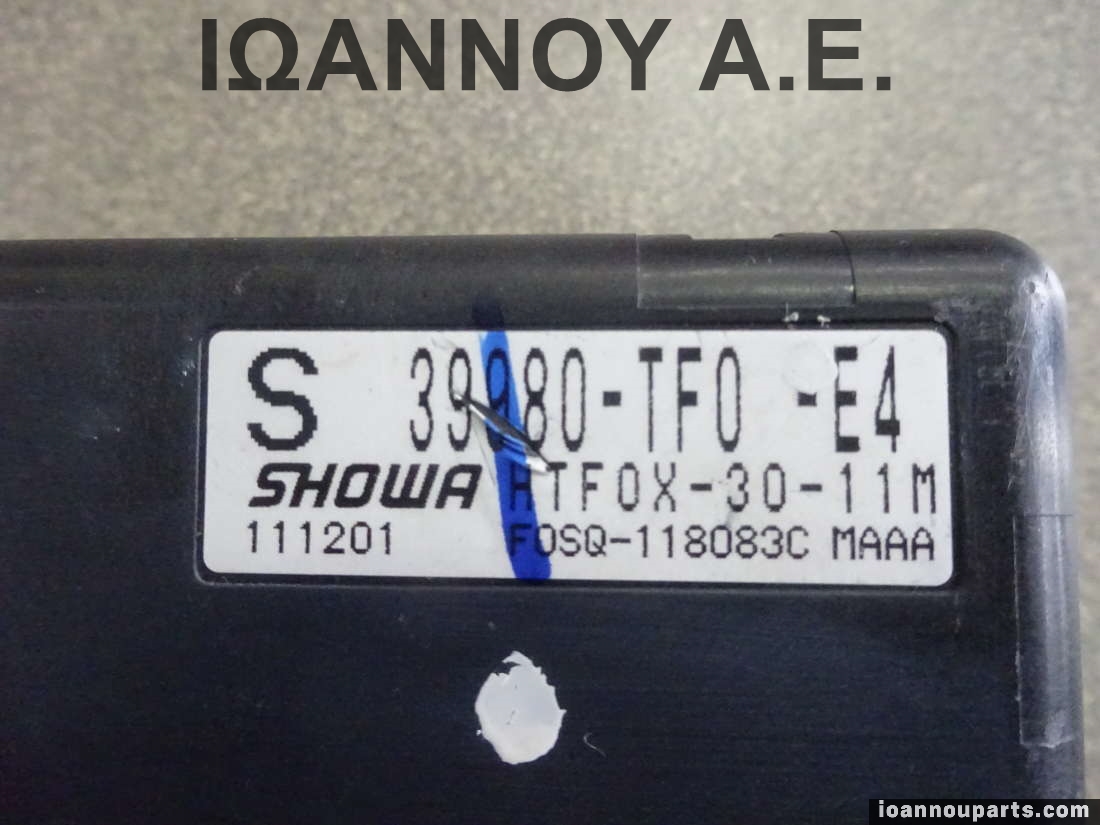 ΙΩΑΝΝΟΥ Α.Ε.
S 39980-TF0 -E4
SHOWA HTF0X-30-11M
111201 F0SQ-118083C MAAA
ioannouparts.com